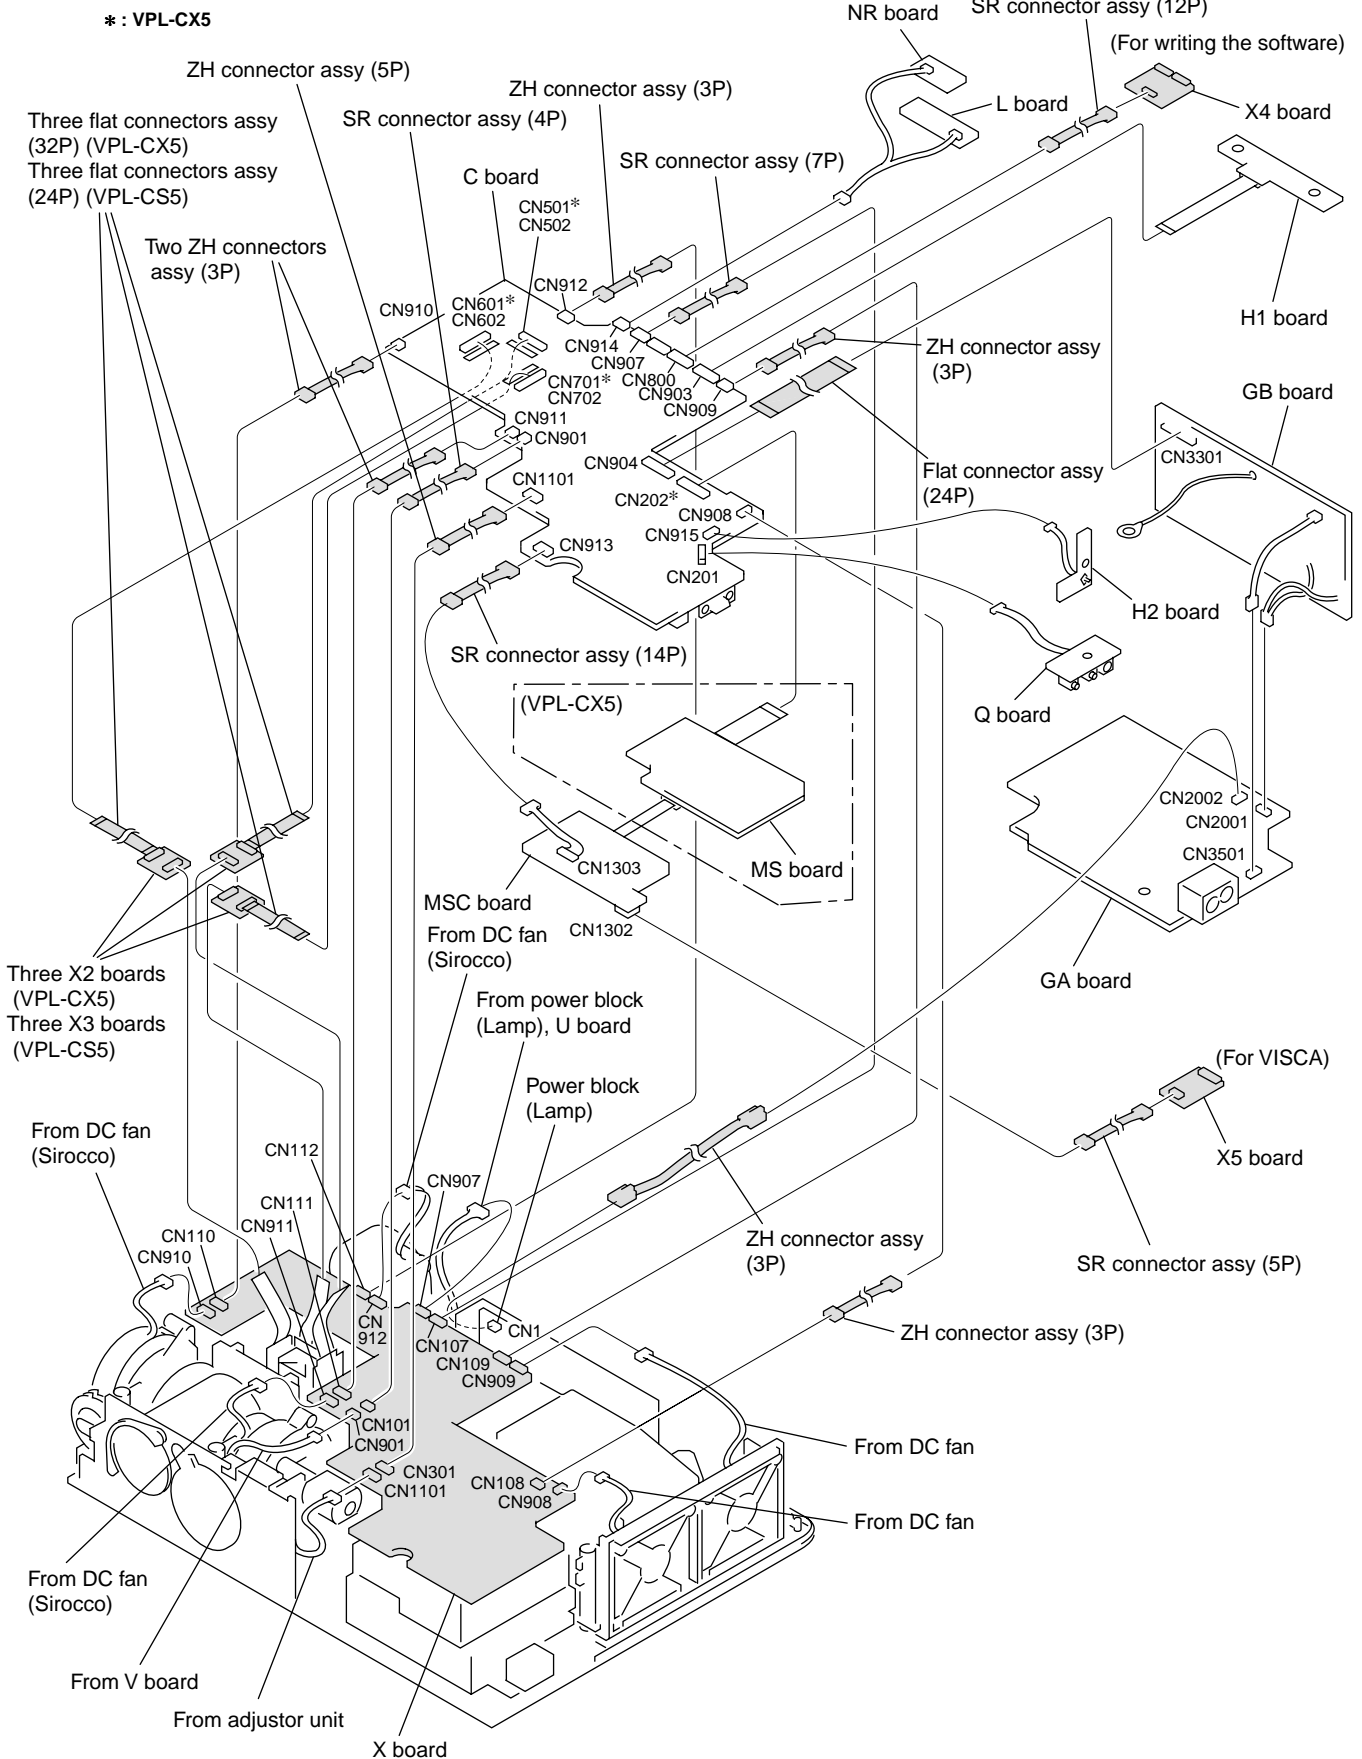 * : VPL-CX5
NR board
SR connector assy (12P)
(For writing the software)
ZH connector assy (5P)
ZH connector assy (3P)
L board
X4 board
Three flat connectors assy
(32P) (VPL-CX5)
Three flat connectors assy
(24P) (VPL-CS5)
SR connector assy (4P)
SR connector assy (7P)
C board
CN501*
CN502
Two ZH connectors
assy (3P)
CN912
CN910
CN601*
CN602
H1 board
CN914
CN907
CN800
CN903
CN909
ZH connector assy
(3P)
CN701*
CN702
GB board
CN911
CN901
CN3301
CN904
Flat connector assy
(24P)
CN1101
CN202*
CN908
CN915
CN913
CN201
H2 board
SR connector assy (14P)
(VPL-CX5)
Q board
CN2002
CN2001
CN3501
CN1303
MS board
MSC board
CN1302
From DC fan
(Sirocco)
Three X2 boards
(VPL-CX5)
Three X3 boards
(VPL-CS5)
GA board
From power block
(Lamp), U board
(For VISCA)
Power block
(Lamp)
From DC fan
(Sirocco)
CN112
X5 board
CN907
CN111
CN911
CN110
CN910
ZH connector assy
(3P)
SR connector assy (5P)
CN
912
CN1
ZH connector assy (3P)
CN107
CN109
CN909
CN101
CN901
From DC fan
CN301
CN1101
CN108
CN908
From DC fan
From DC fan
(Sirocco)
From V board
From adjustor unit
X board